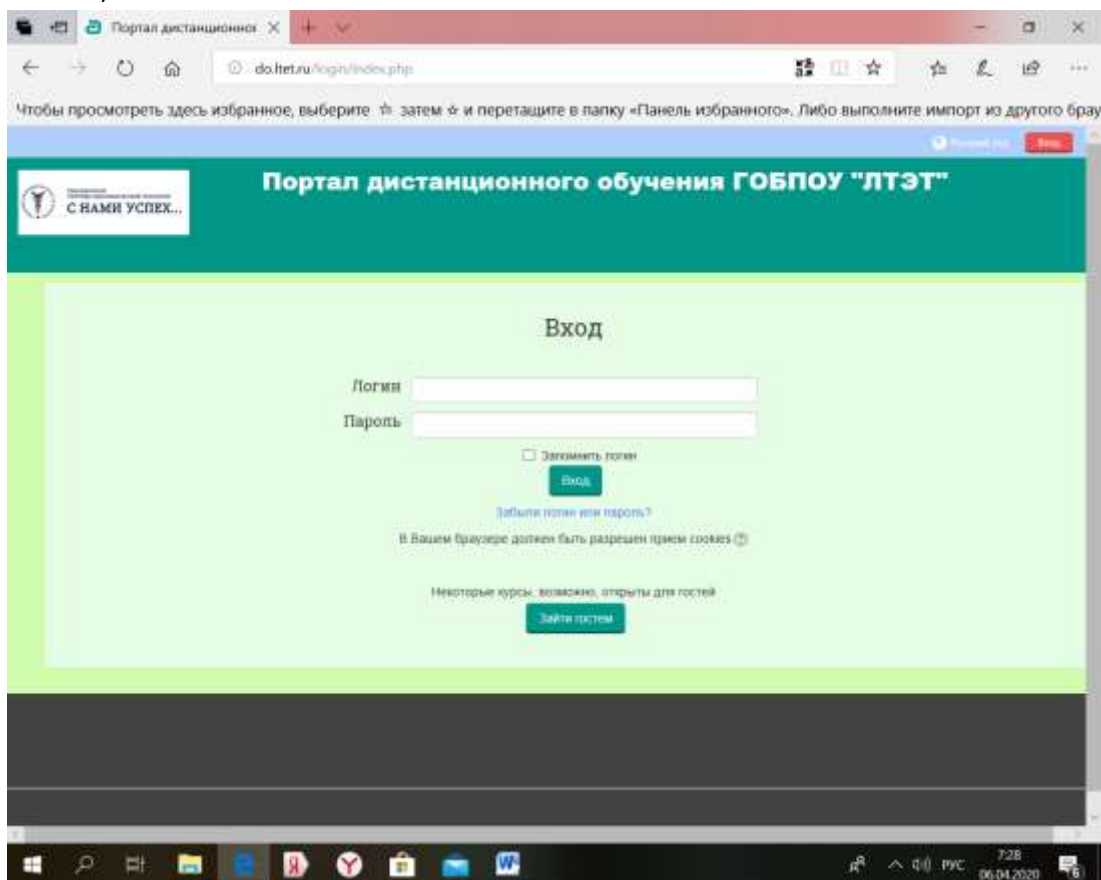 Портал дистанционног
do.ltet.ru/login/index.php
Чтобы просмотреть здесь избранное, выберите затем и перетащите в папку «Панель избранного». Либо выполните импорт из другого брау
Вход
Портал дистанционного обучения ГОБПОУ "ЛТЭТ"
С НАМИ УСПЕХ...
Вход
Логин
Пароль
Запомнить логин
Вход
Забыли логин или пароль?
В Вашем браузере должен быть разрешен прием cookies
Некоторые курсы, возможно, открыты для гостей
Зайти гостем
РУС
7:28
06.04.2020